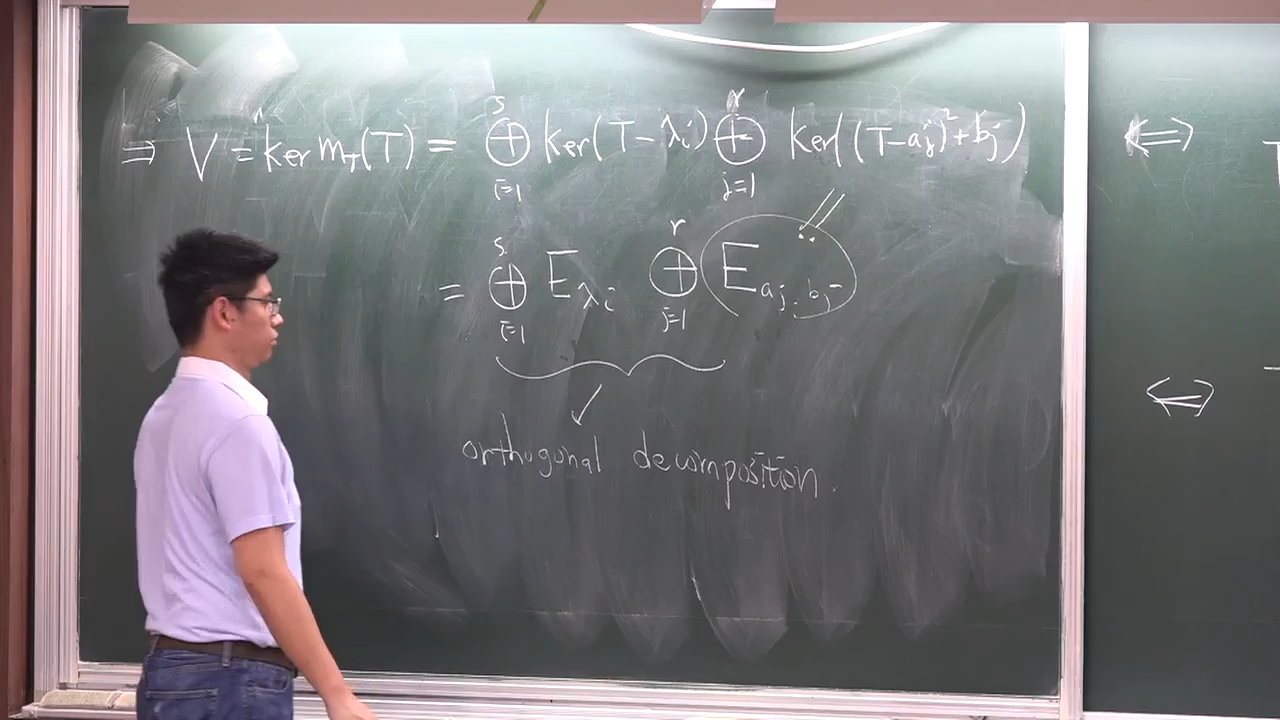 ⇒ V = ker m_T(T) = ⊕_{i=1}^{s} ker(T-λ_i) ⊕_{j=1}^{r} ker((T-a_j)^2+b_j) ⇔
= ⊕_{i=1}^{s} E_{λ_i} ⊕_{j=1}^{r} E_{a_j, b_j}
⇔
orthogonal decomposition.